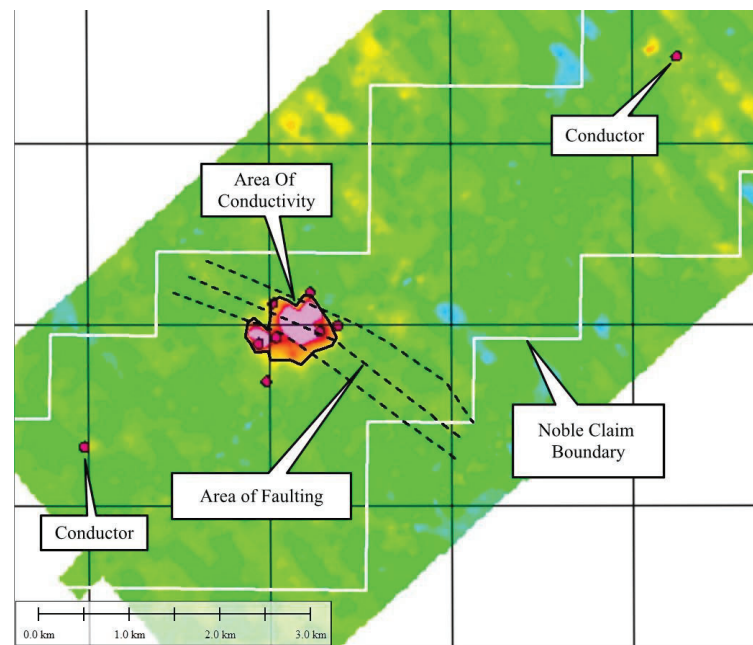 Conductor
Area Of
Conductivity
Noble Claim
Boundary
Area of Faulting
Conductor
0.0 km 1.0 km 2.0 km 3.0 km